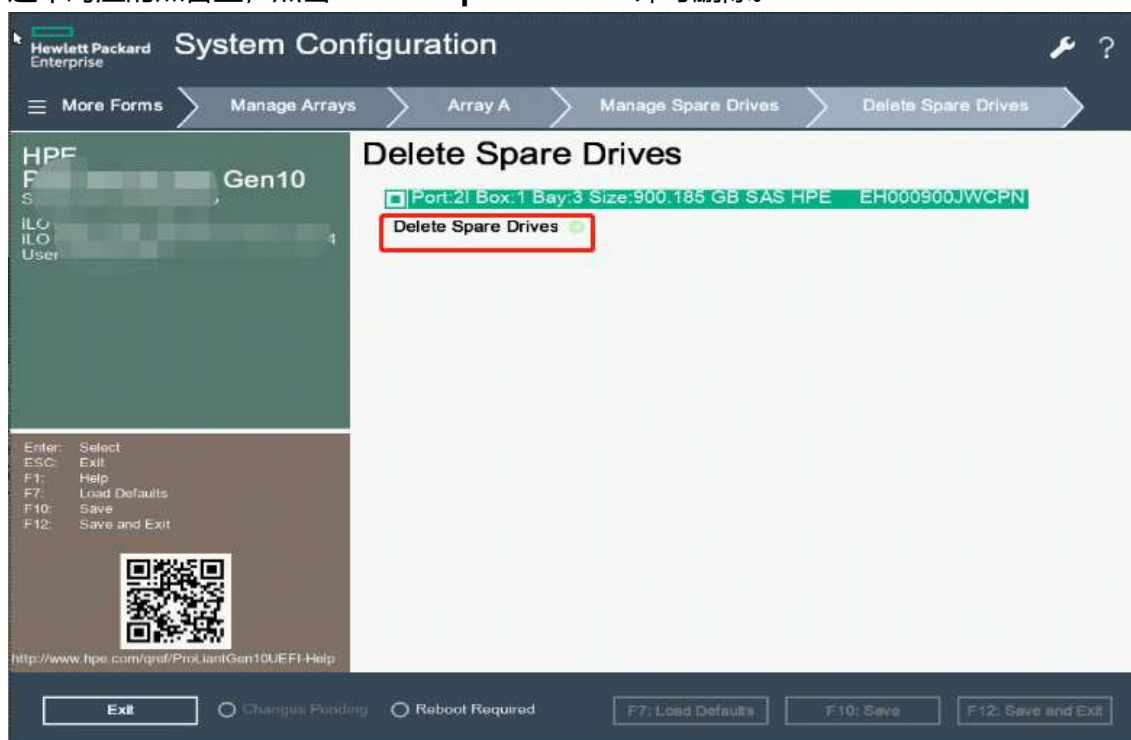 Hewlett Packard
Enterprise
System Configuration
?
More Forms
Manage Arrays
Array A
Manage Spare Drives
Delete Spare Drives
HPE
Gen10
iLO
iLO
User
Delete Spare Drives
Port:2I Box:1 Bay:3 Size:900.185 GB SAS HPE EH000900JWCPN
Delete Spare Drives
Enter: Select
ESC: Exit
F1: Help
F7: Load Defaults
F10: Save
F12: Save and Exit
http://www.hpe.com/qref/ProLiantGen10UEFI-Help
Exit
Changes Pending
Reboot Required
F7: Load Defaults
F10: Save
F12: Save and Exit